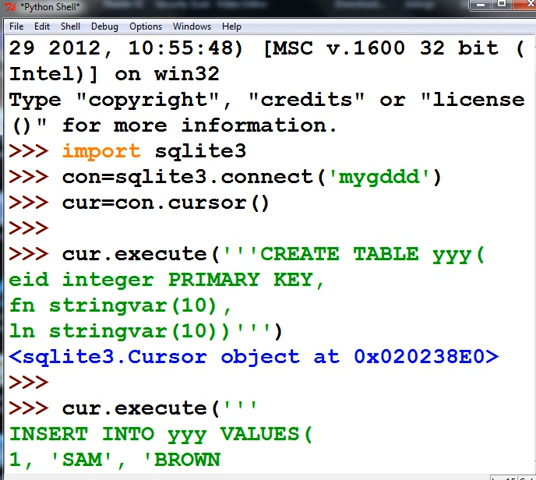 *Python Shell*
File Edit Shell Debug Options Windows Help
29 2012, 10:55:48) [MSC v.1600 32 bit (
Intel)] on win32
Type "copyright", "credits" or "license
()" for more information.
>>> import sqlite3
>>> con=sqlite3.connect('mygddd')
>>> cur=con.cursor()
>>>
>>> cur.execute('''CREATE TABLE yyy(
eid integer PRIMARY KEY,
fn stringvar(10),
ln stringvar(10))''')
<sqlite3.Cursor object at 0x020238E0>
>>>
>>> cur.execute('''
INSERT INTO yyy VALUES(
1, 'SAM', 'BROWN